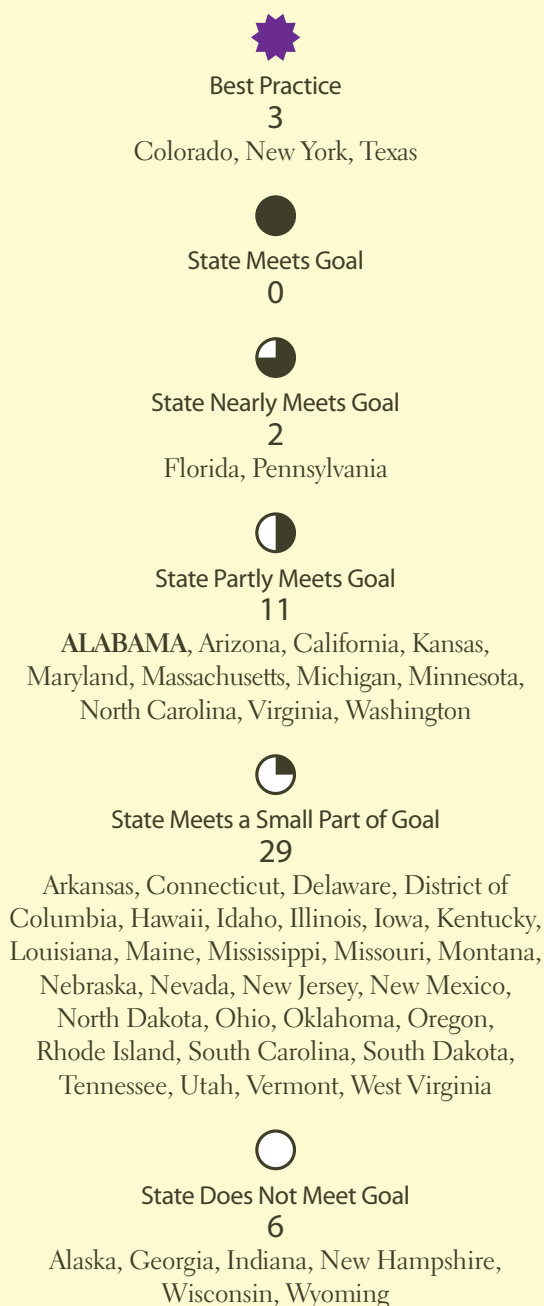 Best Practice
3
Colorado, New York, Texas
State Meets Goal
0
State Nearly Meets Goal
2
Florida, Pennsylvania
State Partly Meets Goal
11
ALABAMA, Arizona, California, Kansas,
Maryland, Massachusetts, Michigan, Minnesota,
North Carolina, Virginia, Washington
State Meets a Small Part of Goal
29
Arkansas, Connecticut, Delaware, District of
Columbia, Hawaii, Idaho, Illinois, Iowa, Kentucky,
Louisiana, Maine, Mississippi, Missouri, Montana,
Nebraska, Nevada, New Jersey, New Mexico,
North Dakota, Ohio, Oklahoma, Oregon,
Rhode Island, South Carolina, South Dakota,
Tennessee, Utah, Vermont, West Virginia
State Does Not Meet Goal
6
Alaska, Georgia, Indiana, New Hampshire,
Wisconsin, Wyoming